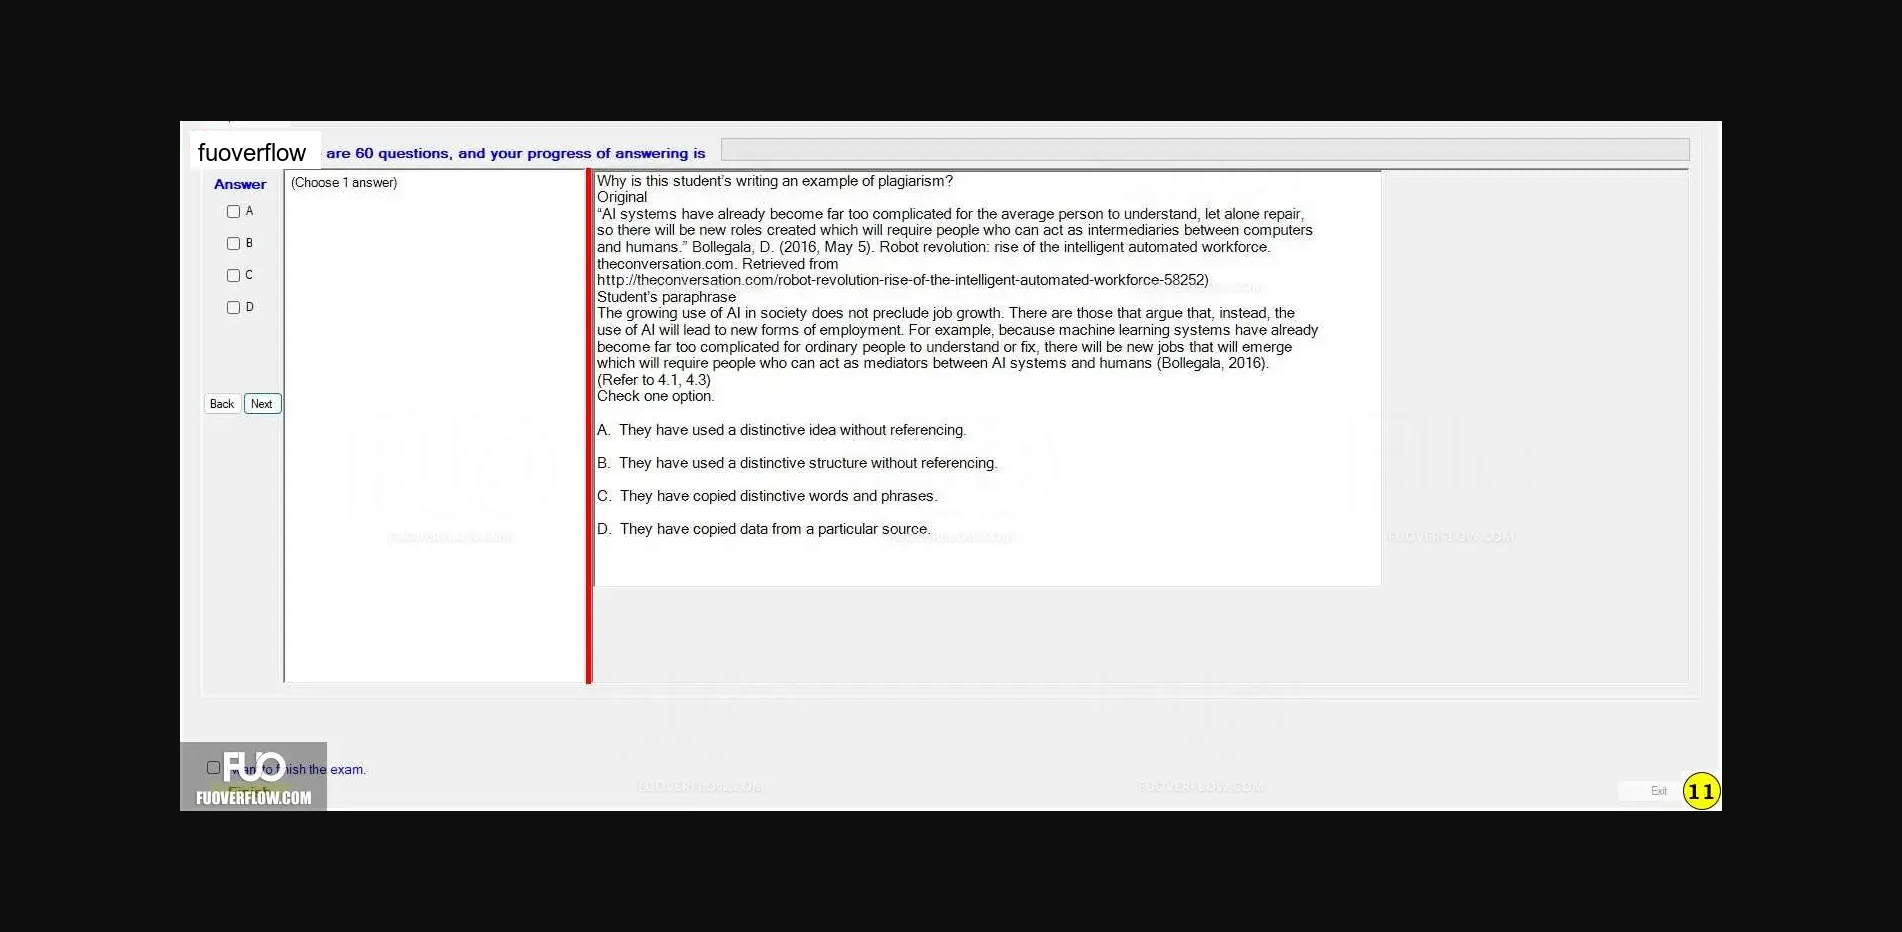 fuoverflow are 60 questions, and your progress of answering is
Answer
(Choose 1 answer)
A
B
C
D
Back Next
Why is this student's writing an example of plagiarism?
Original
“AI systems have already become far too complicated for the average person to understand, let alone repair,
so there will be new roles created which will require people who can act as intermediaries between computers
and humans.” Bollegala, D. (2016, May 5). Robot revolution: rise of the intelligent automated workforce.
theconversation.com. Retrieved from
http://theconversation.com/robot-revolution-rise-of-the-intelligent-automated-workforce-58252)
Student's paraphrase
The growing use of AI in society does not preclude job growth. There are those that argue that, instead, the
use of AI will lead to new forms of employment. For example, because machine learning systems have already
become far too complicated for ordinary people to understand or fix, there will be new jobs that will emerge
which will require people who can act as mediators between AI systems and humans (Bollegala, 2016).
(Refer to 4.1, 4.3)
Check one option.
A. They have used a distinctive idea without referencing.
B. They have used a distinctive structure without referencing.
C. They have copied distinctive words and phrases.
D. They have copied data from a particular source.
FUOVERFLOW.COM FUOVERFLOW.COM FUOVERFLOW.COM
FUO
the exam.
FUOVERFLOW.COM
FUOVERFLOW.COM FUOVERFLOW.COM
Exit
11